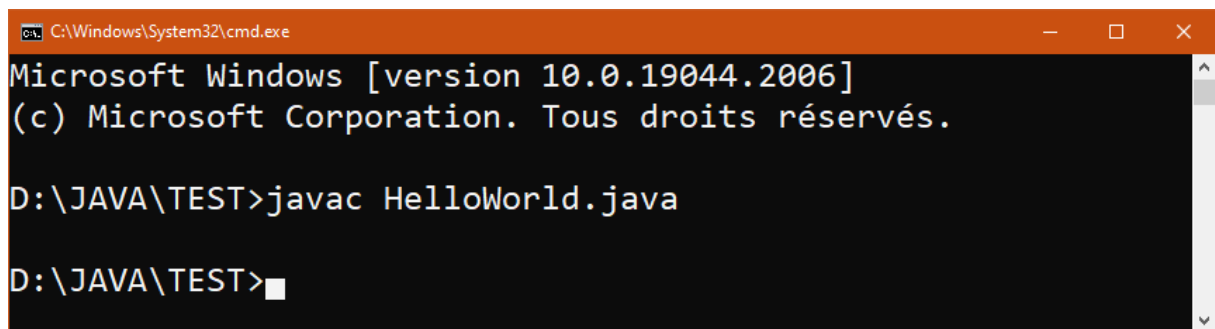 C:\Windows\System32\cmd.exe
Microsoft Windows [version 10.0.19044.2006]
(c) Microsoft Corporation. Tous droits réservés.
D:\JAVA\TEST>javac HelloWorld.java
D:\JAVA\TEST>